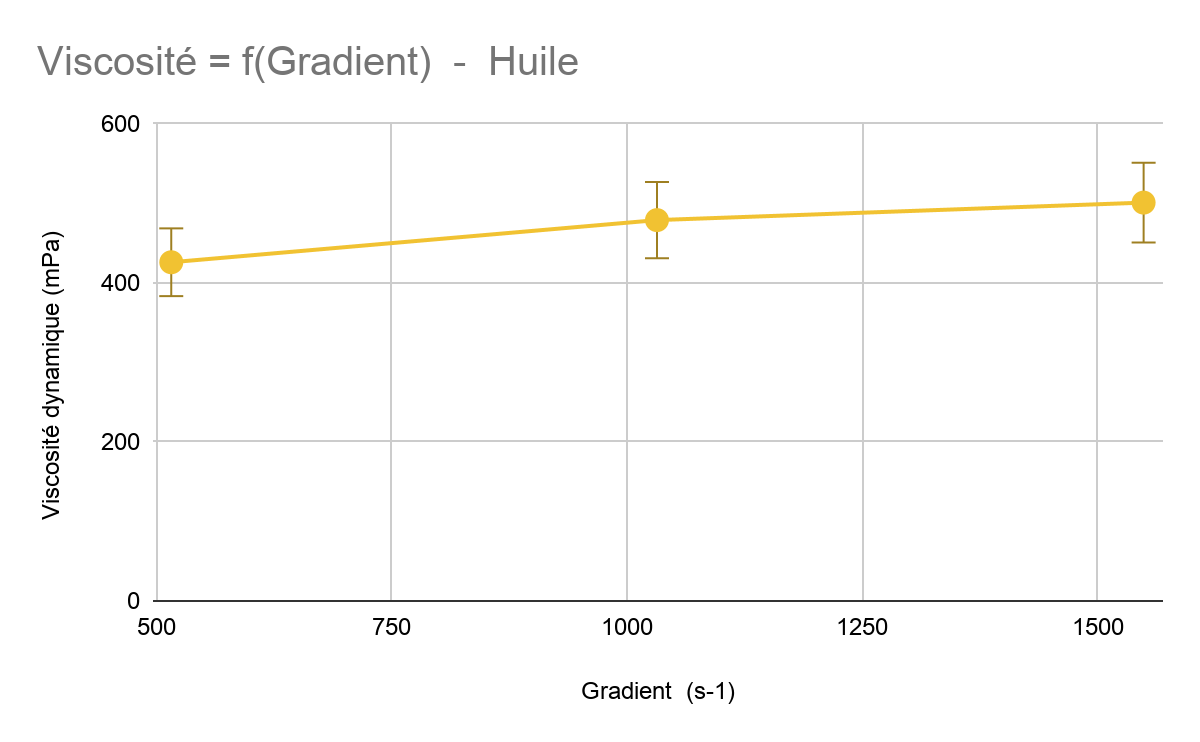 Viscosité = f(Gradient)  -  Huile
600
400
200
0
Viscosité dynamique (mPa)
500 750 1000 1250 1500
Gradient  (s-1)